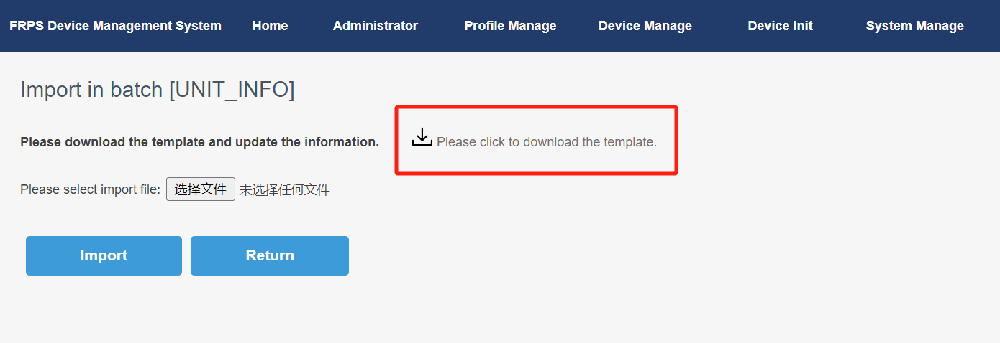 FRPS Device Management System Home Administrator Profile Manage Device Manage Device Init System Manage
Import in batch [UNIT_INFO]
Please download the template and update the information. Please click to download the template.
Please select import file: 选择文件 未选择任何文件
Import Return